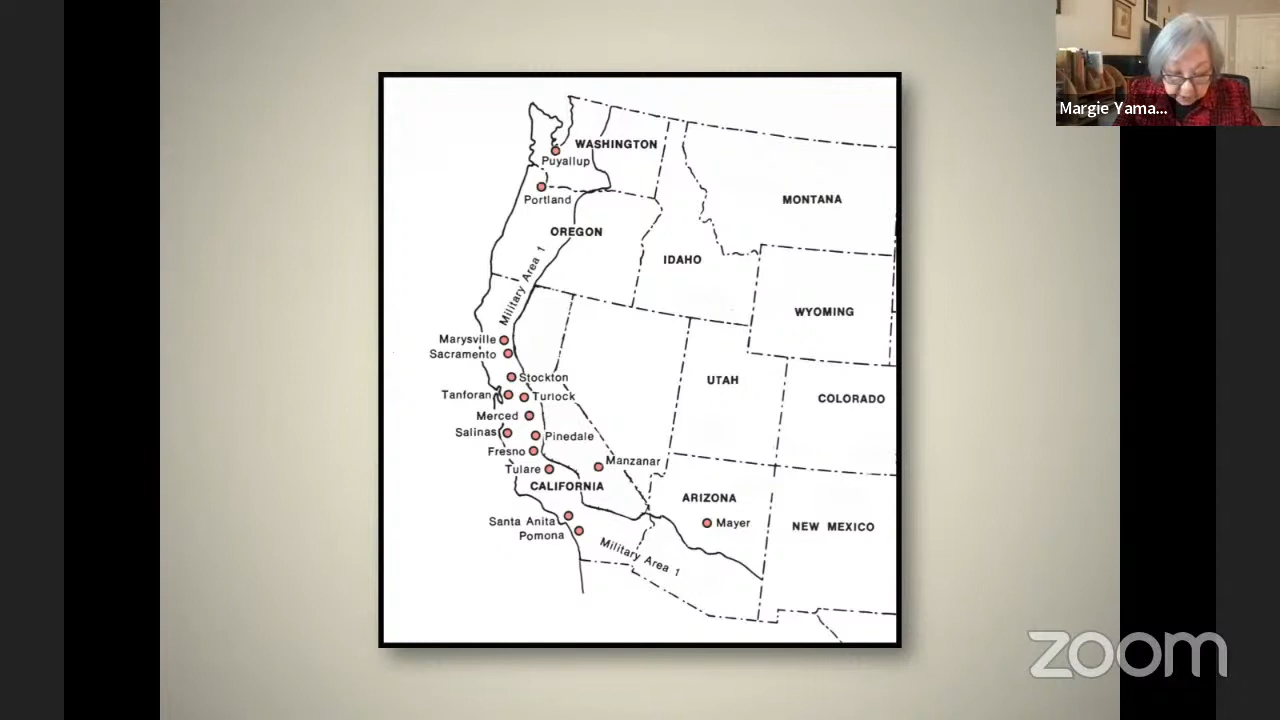 Margie Yama...
WASHINGTON
Puyallup
Portland
MONTANA
OREGON
IDAHO
Military Area 1
WYOMING
Marysville
Sacramento
Stockton
UTAH
Tanforan
Turlock
COLORADO
Merced
Salinas
Pinedale
Fresno
Manzanar
Tulare
CALIFORNIA
ARIZONA
Santa Anita
Mayer
NEW MEXICO
Pomona
Military Area 1
zoom